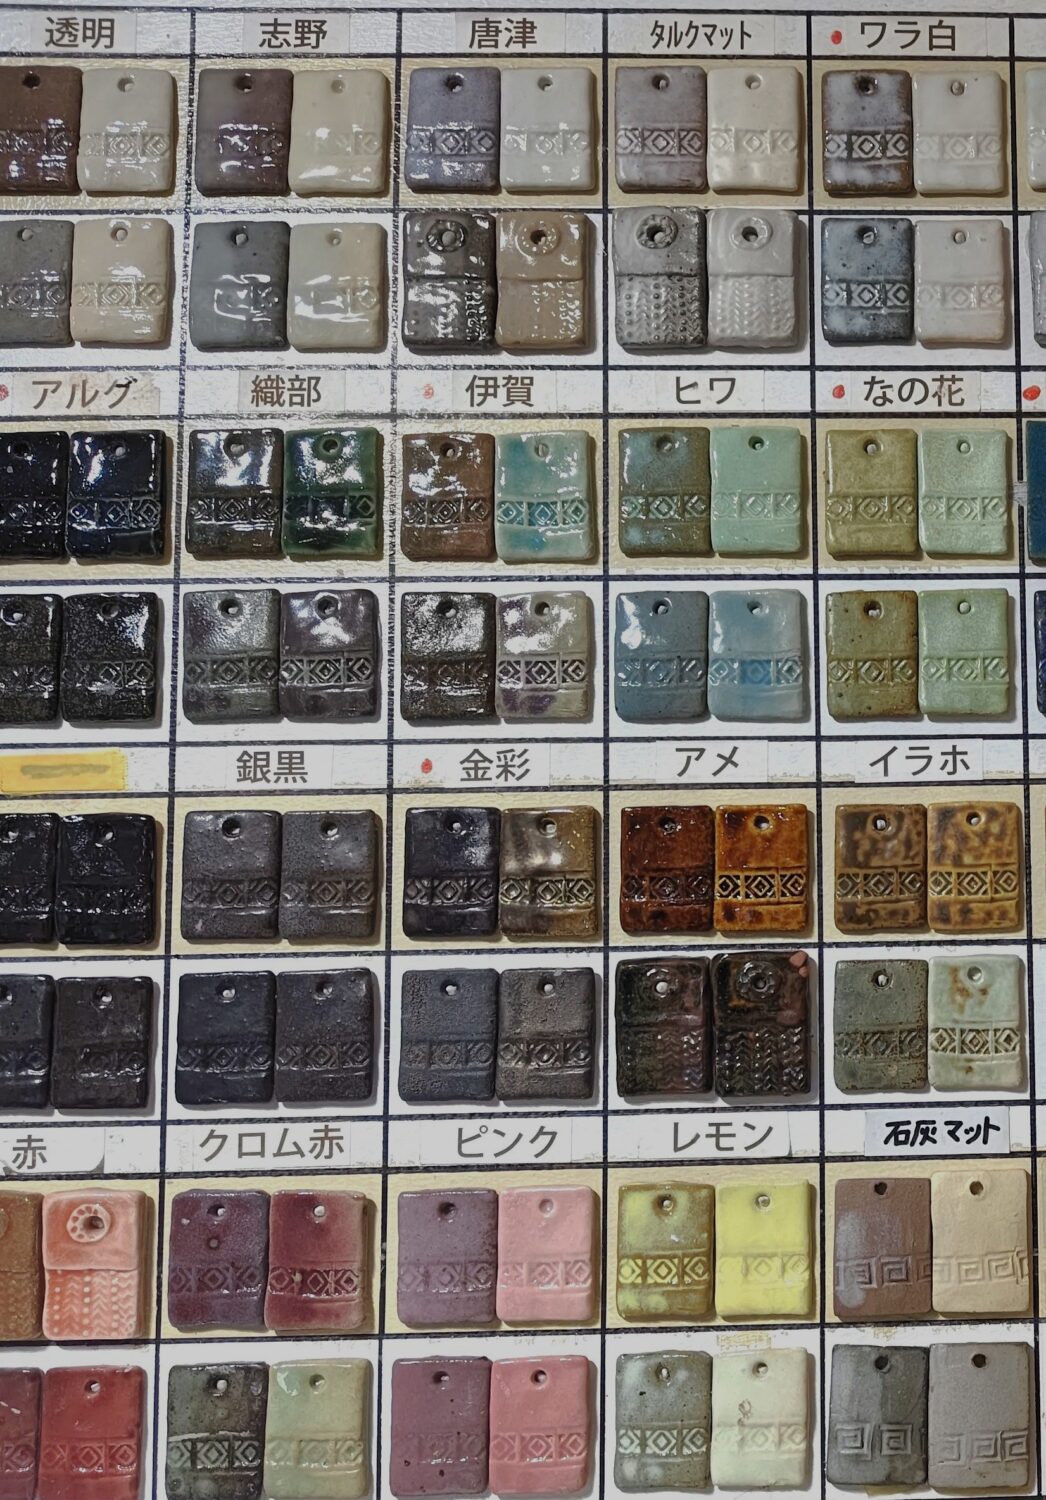 透明
志野
唐津
タルクマット
ワラ白
アルグ
織部
伊賀
ヒワ
なの花
銀黒
金彩
アメ
イラホ
赤
クロム赤
ピンク
レモン
石灰マット